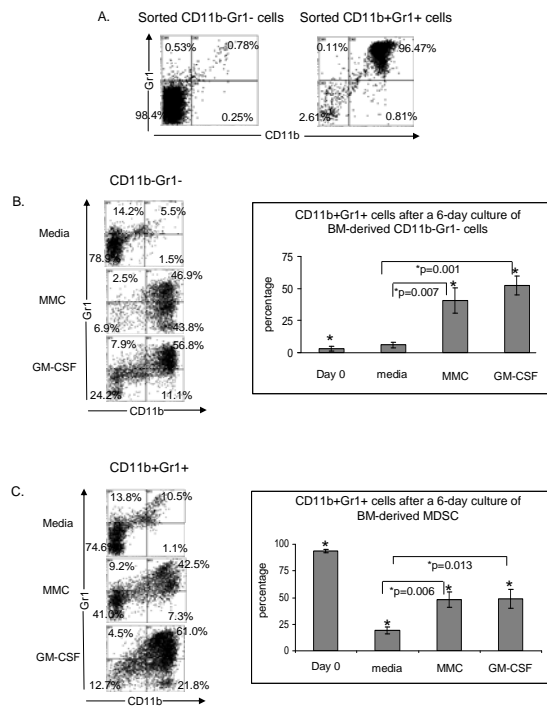 A.
Sorted CD11b-Gr1- cells
Sorted CD11b+Gr1+ cells
0.53%
0.78%
0.11%
96.47%
Gr1
98.4%
0.25%
2.61%
0.81%
CD11b
B.
CD11b-Gr1-
Media
14.2%
5.5%
78.9%
1.5%
MMC
2.5%
46.9%
6.9%
43.8%
GM-CSF
7.9%
56.8%
24.2%
11.1%
Gr1
CD11b
CD11b+Gr1+ cells after a 6-day culture of
BM-derived CD11b-Gr1- cells
*p=0.001
*p=0.007
percentage
75
50
25
0
*
*
*
Day 0
media
MMC
GM-CSF
C.
CD11b+Gr1+
Media
13.8%
10.5%
74.6%
1.1%
MMC
9.2%
42.5%
41.0%
7.3%
GM-CSF
4.5%
61.0%
12.7%
21.8%
Gr1
CD11b
CD11b+Gr1+ cells after a 6-day culture of
BM-derived MDSC
*p=0.013
*p=0.006
percentage
100
75
50
25
0
*
*
*
*
Day 0
media
MMC
GM-CSF